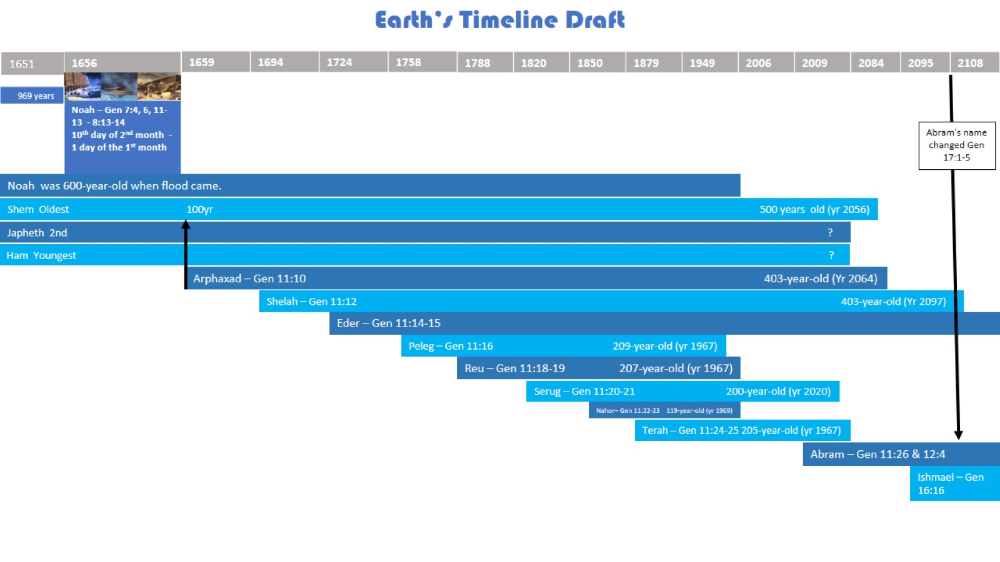 Earth's Timeline Draft
1651 1656 1659 1694 1724 1758 1788 1820 1850 1879 1949 2006 2009 2084 2095 2108
969 years
Noah – Gen 7:4, 6, 11-
13 - 8:13-14
10th day of 2nd month -
1 day of the 1st month
Abram's name
changed Gen
17:1-5
Noah was 600-year-old when flood came.
Shem Oldest 100yr 500 years old (yr 2056)
Japheth 2nd ?
Ham Youngest ?
Arphaxad – Gen 11:10 403-year-old (Yr 2064)
Shelah – Gen 11:12 403-year-old (Yr 2097)
Eder – Gen 11:14-15
Peleg – Gen 11:16 209-year-old (yr 1967)
Reu – Gen 11:18-19 207-year-old (yr 1967)
Serug – Gen 11:20-21 200-year-old (yr 2020)
Nahor– Gen 11:22-23 119-year-old (yr 1969)
Terah – Gen 11:24-25 205-year-old (yr 1967)
Abram – Gen 11:26 & 12:4
Ishmael – Gen
16:16